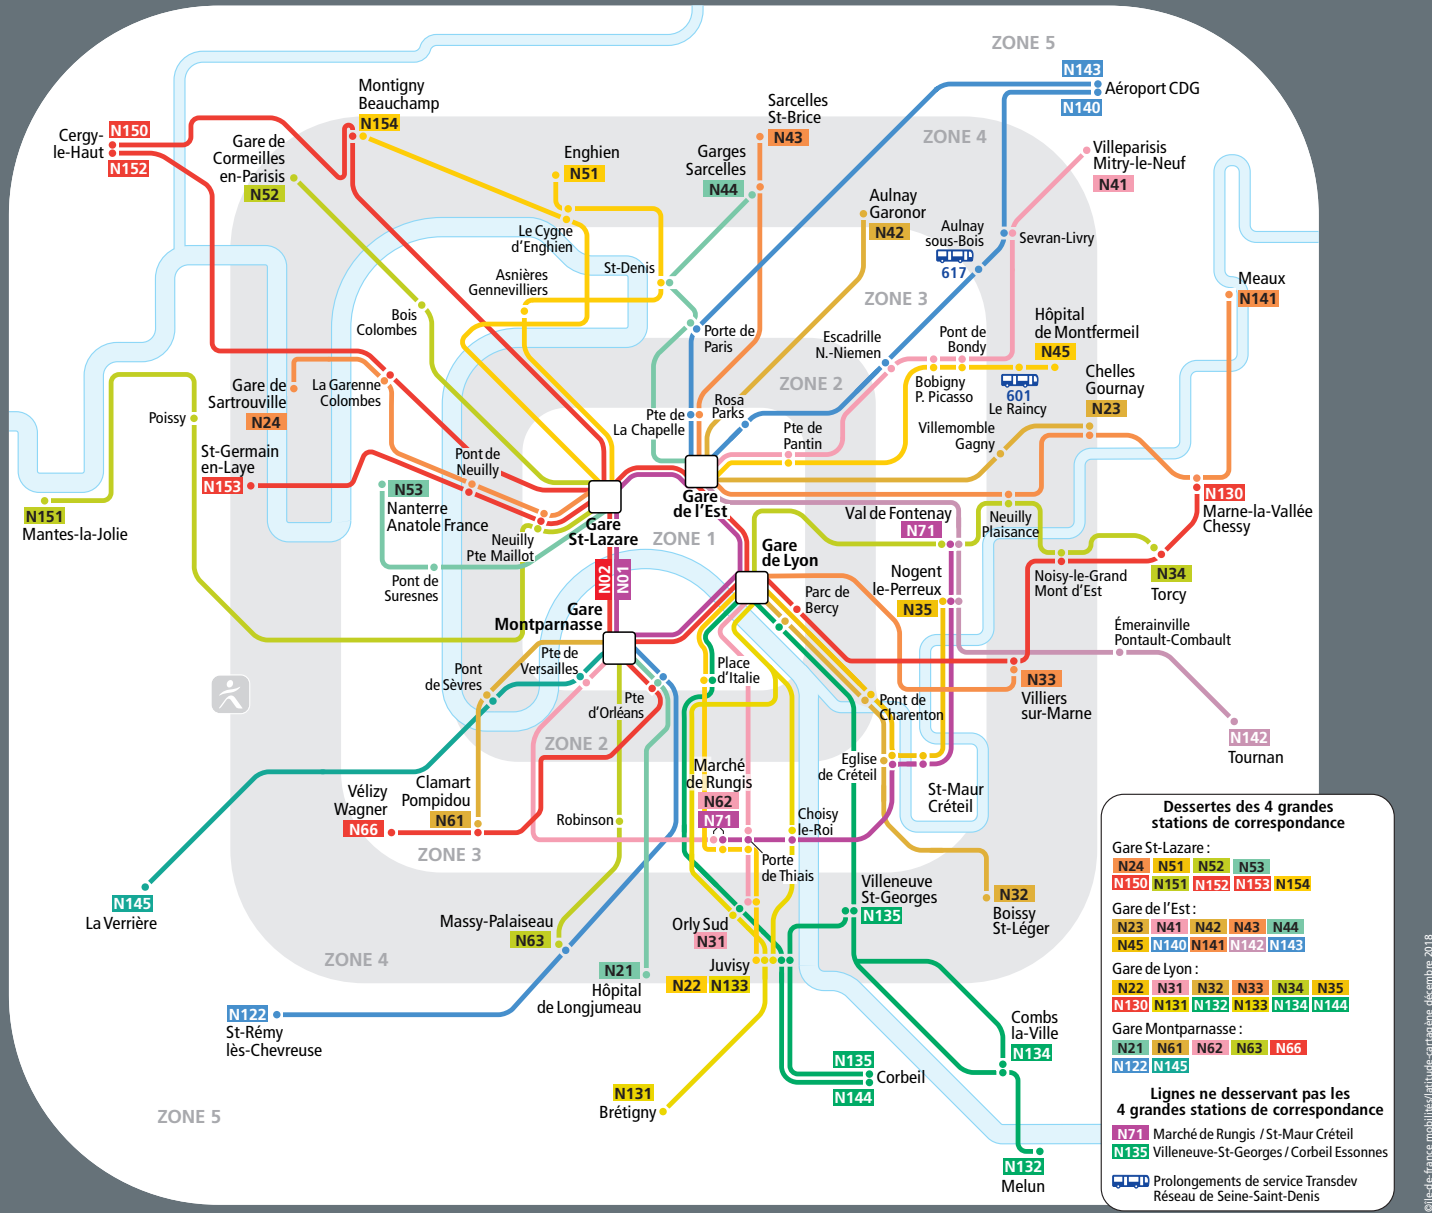 ZONE 5
N143
Aéroport CDG
N140
Montigny
Beauchamp
N154
Cergy-
le-Haut
N150
N152
Gare de
Cormeilles
en-Parisis
N52
Enghien
N51
Sarcelles
St-Brice
N43
Garges
Sarcelles
N44
ZONE 4
Villeparisis
Mitry-le-Neuf
N41
Aulnay
Garonor
N42
Le Cygne
d'Enghien
Aulnay
sous-Bois
617
Sevran-Livry
St-Denis
Asnières
Gennevilliers
Meaux
N141
ZONE 3
Bois
Colombes
Porte de
Paris
Escadrille
N.-Niemen
Pont de
Bondy
Hôpital
de Montfermeil
N45
ZONE 2
Bobigny
P. Picasso
601
Le Raincy
Chelles
Gournay
N23
Gare de
Sartrouville
N24
La Garenne
Colombes
Poissy
Rosa
Parks
Pte de
La Chapelle
Pte de
Pantin
Villemomble
Gagny
St-Germain
en-Laye
N153
Pont de
Neuilly
N53
Nanterre
Anatole France
N151
Mantes-la-Jolie
Gare
de l'Est
Gare
St-Lazare
ZONE 1
Neuilly
Pte Maillot
Val de Fontenay
N71
Neuilly
Plaisance
N130
Marne-la-Vallée
Chessy
Gare
de Lyon
Pont de
Suresnes
N02
N01
Nogent
le-Perreux
N35
Noisy-le-Grand
Mont d'Est
N34
Torcy
Parc de
Bercy
Gare
Montparnasse
Émerainville
Pontault-Combault
Pte de
Versailles
Pont
de Sèvres
Place
d'Italie
N33
Villiers
sur-Marne
Pte
d'Orléans
Pont de
Charenton
N142
Tournan
ZONE 2
Eglise
de Créteil
St-Maur
Créteil
Marché
de Rungis
N62
N71
Vélizy
Wagner
N66
Clamart
Pompidou
N61
Robinson
Choisy
le-Roi
ZONE 3
Porte
de Thiais
N145
La Verrière
Villeneuve
St-Georges
N135
N32
Boissy
St-Léger
Massy-Palaiseau
N63
Orly Sud
N31
ZONE 4
Juvisy
N22
N133
N21
Hôpital
de Longjumeau
N122
St-Rémy
lès-Chevreuse
Combs
la-Ville
N134
N135
Corbeil
N144
N131
Brétigny
ZONE 5
N132
Melun
Dessertes des 4 grandes
stations de correspondance
Gare St-Lazare :
N24 N51 N52 N53
N150 N151 N152 N153 N154
Gare de l'Est :
N23 N41 N42 N43 N44
N45 N140 N141 N142 N143
Gare de Lyon :
N22 N31 N32 N33 N34 N35
N130 N131 N132 N133 N134 N144
Gare Montparnasse :
N21 N61 N62 N63 N66
N122 N145
Lignes ne desservant pas les
4 grandes stations de correspondance
N71 Marché de Rungis / St-Maur Créteil
N135 Villeneuve-St-Georges / Corbeil Essonnes
Prolongements de service Transdev
Réseau de Seine-Saint-Denis
©île-de-france mobilités/latitude-cartagène décembre 2018